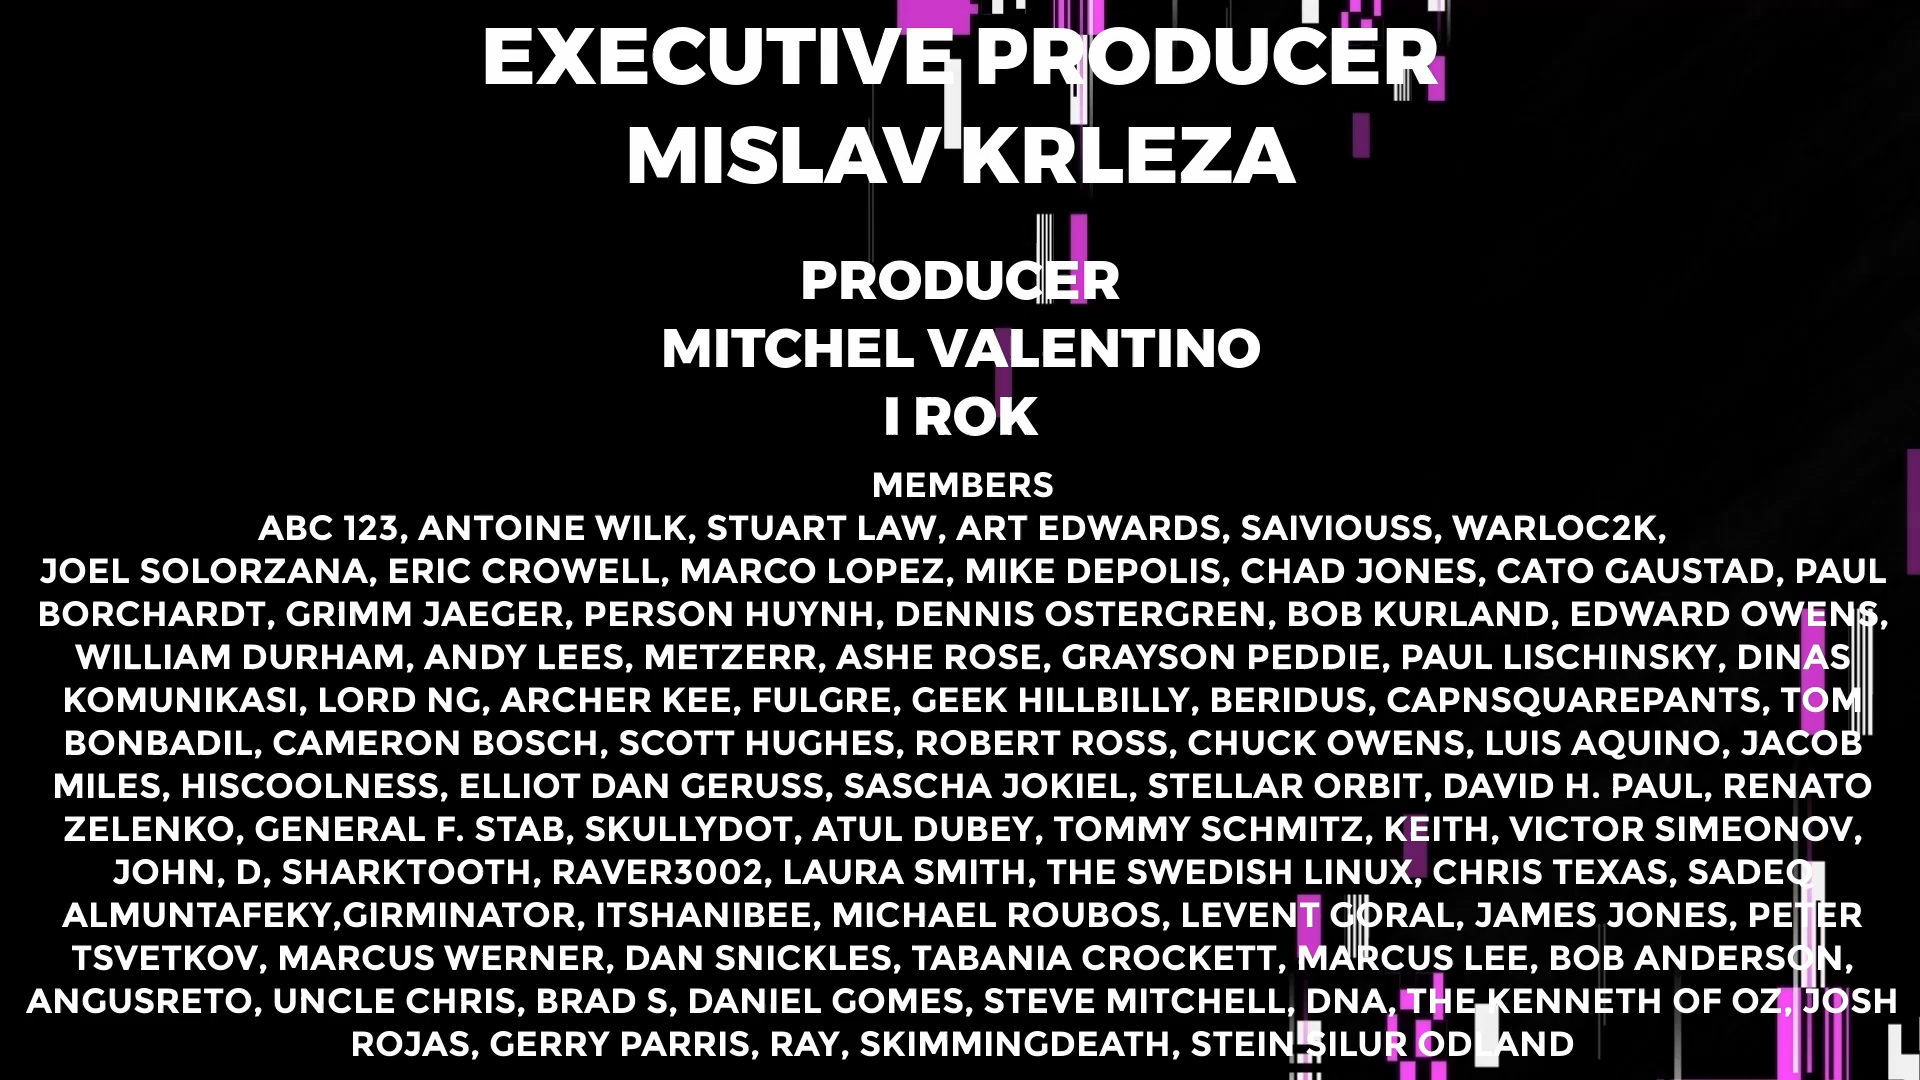 EXECUTIVE PRODUCER
MISLAV KRLEZA
PRODUCER
MITCHEL VALENTINO
I ROK
MEMBERS
ABC 123, ANTOINE WILK, STUART LAW, ART EDWARDS, SAIVIOUSS, WARLOC2K,
JOEL SOLORZANA, ERIC CROWELL, MARCO LOPEZ, MIKE DEPOLIS, CHAD JONES, CATO GAUSTAD, PAUL
BORCHARDT, GRIMM JAEGER, PERSON HUYNH, DENNIS OSTERGREN, BOB KURLAND, EDWARD OWENS,
WILLIAM DURHAM, ANDY LEES, METZERR, ASHE ROSE, GRAYSON PEDDIE, PAUL LISCHINSKY, DINAS
KOMUNIKASI, LORD NG, ARCHER KEE, FULGRE, GEEK HILLBILLY, BERIDUS, CAPNSQUAREPANTS, TOM
BONBADIL, CAMERON BOSCH, SCOTT HUGHES, ROBERT ROSS, CHUCK OWENS, LUIS AQUINO, JACOB
MILES, HISCOOLNESS, ELLIOT DAN GERUSS, SASCHA JOKIEL, STELLAR ORBIT, DAVID H. PAUL, RENATO
ZELENKO, GENERAL F. STAB, SKULLYDOT, ATUL DUBEY, TOMMY SCHMITZ, KEITH, VICTOR SIMEONOV,
JOHN, D, SHARKTOOTH, RAVER3002, LAURA SMITH, THE SWEDISH LINUX, CHRIS TEXAS, SADEQ
ALMUNTAFEKY,GIRMINATOR, ITSHANIBEE, MICHAEL ROUBOS, LEVENT GORAL, JAMES JONES, PETER
TSVETKOV, MARCUS WERNER, DAN SNICKLES, TABANIA CROCKETT, MARCUS LEE, BOB ANDERSON,
ANGUSRETO, UNCLE CHRIS, BRAD S, DANIEL GOMES, STEVE MITCHELL, DNA, THE KENNETH OF OZ, JOSH
ROJAS, GERRY PARRIS, RAY, SKIMMINGDEATH, STEIN SILUR ODLAND